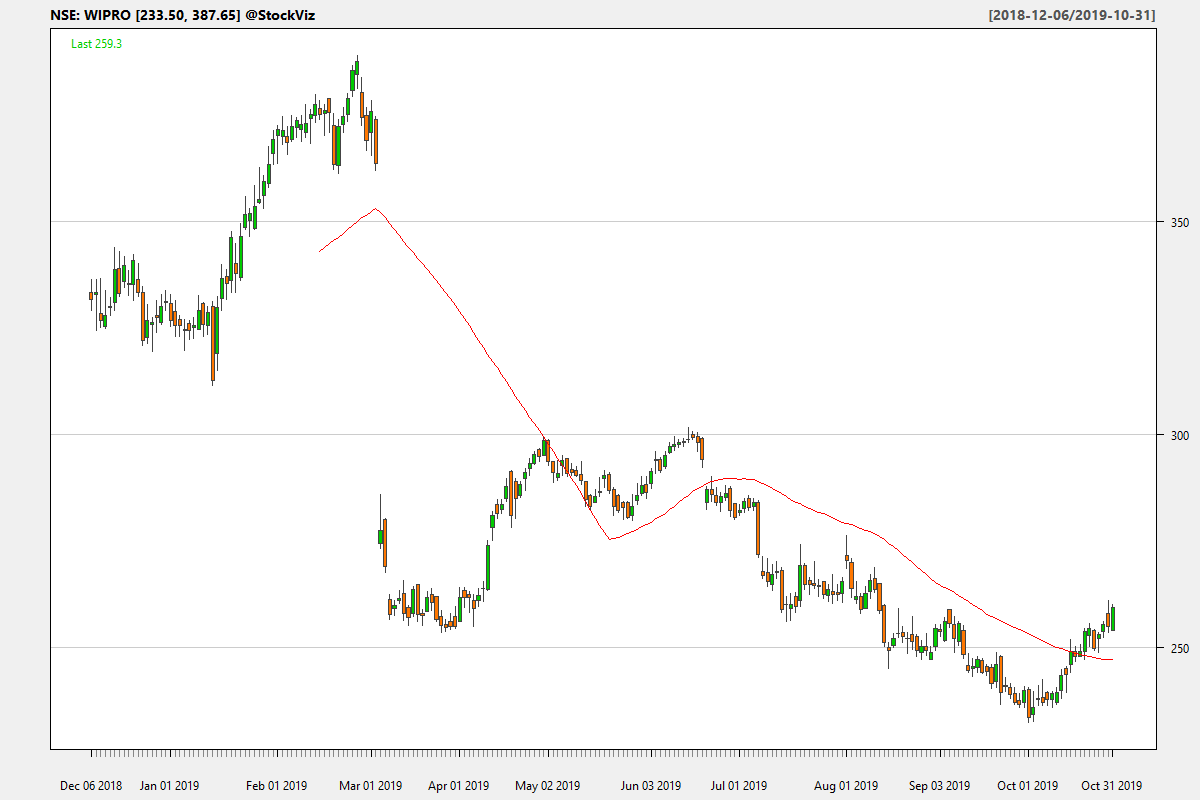 NSE: WIPRO [233.50, 387.65] @StockViz
[2018-12-06/2019-10-31]
Last 259.3
350
300
250
Dec 06 2018 Jan 01 2019 Feb 01 2019 Mar 01 2019 Apr 01 2019 May 02 2019 Jun 03 2019 Jul 01 2019 Aug 01 2019 Sep 03 2019 Oct 01 2019 Oct 31 2019